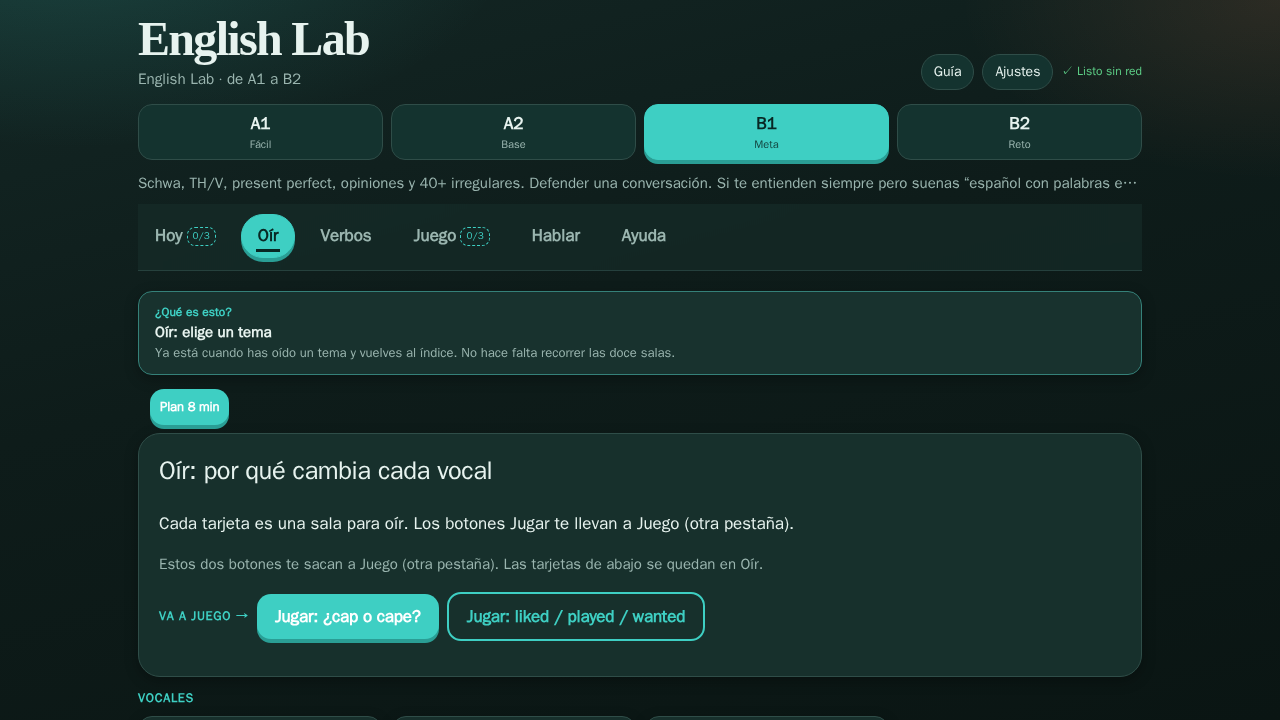 English Lab
English Lab · de A1 a B2
Guía
Ajustes
✓ Listo sin red
A1
Fácil
A2
Base
B1
Meta
B2
Reto
Schwa, TH/V, present perfect, opiniones y 40+ irregulares. Defender una conversación. Si te entienden siempre pero suenas “español con palabras e…
Hoy 0/3
Oír
Verbos
Juego 0/3
Hablar
Ayuda
¿Qué es esto?
Oír: elige un tema
Ya está cuando has oído un tema y vuelves al índice. No hace falta recorrer las doce salas.
Plan 8 min
Oír: por qué cambia cada vocal
Cada tarjeta es una sala para oír. Los botones Jugar te llevan a Juego (otra pestaña).
Estos dos botones te sacan a Juego (otra pestaña). Las tarjetas de abajo se quedan en Oír.
VA A JUEGO →
Jugar: ¿cap o cape?
Jugar: liked / played / wanted
VOCALES